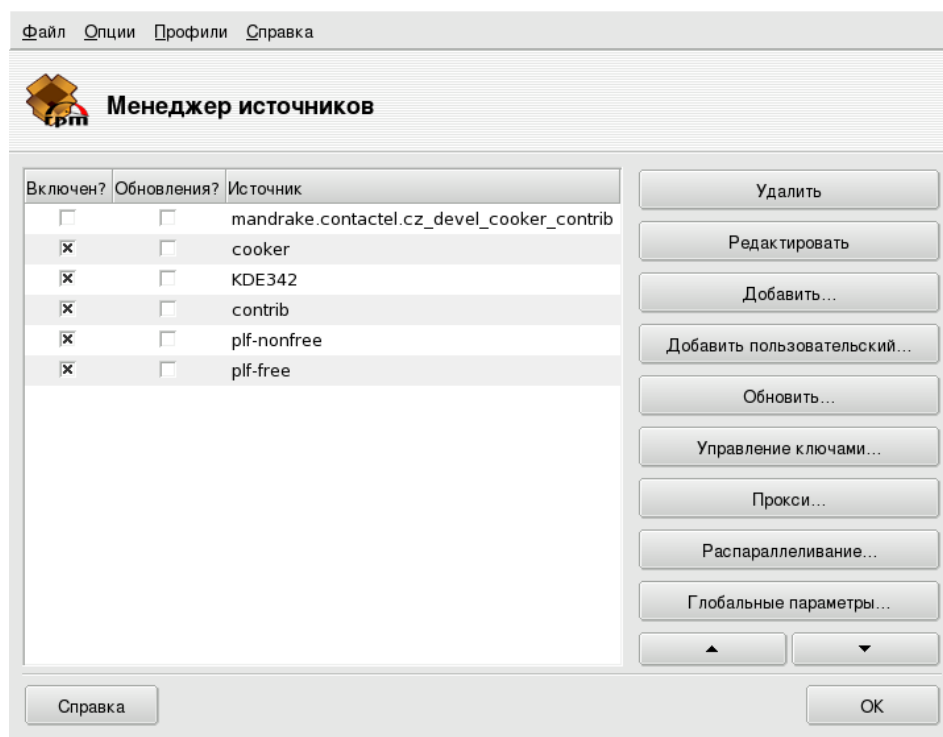 Файл Опции Профили Справка
rpm
Менеджер источников
Включен? Обновления? Источник
mandrake.contactel.cz_devel_cooker_contrib
cooker
KDE342
contrib
plf-nonfree
plf-free
Удалить
Редактировать
Добавить...
Добавить пользовательский...
Обновить...
Управление ключами...
Прокси...
Распараллеливание...
Глобальные параметры...
Справка
OK